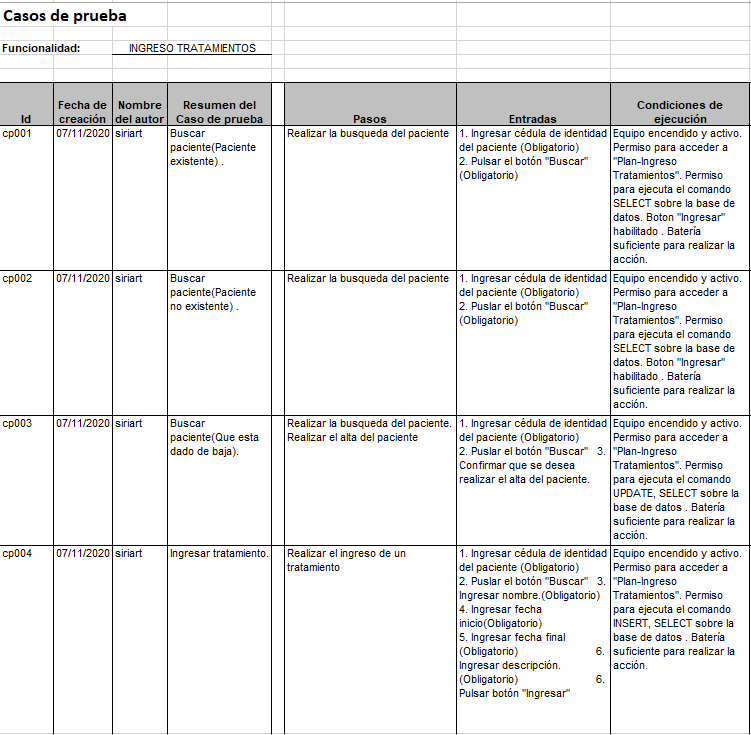 Casos de prueba
Funcionalidad: INGRESO TRATAMIENTOS
Id
Fecha de
creación
Nombre
del autor
Resumen del
Caso de prueba
Pasos
Entradas
Condiciones de
ejecución
cp001
07/11/2020
siriart
Buscar
paciente(Paciente
existente) .
Realizar la busqueda del paciente
1. Ingresar cédula de identidad
del paciente (Obligatorio)
2. Pulsar el botón "Buscar"
(Obligatorio)
Equipo encendido y activo.
Permiso para acceder a
"Plan-Ingreso
Tratamientos". Permiso
para ejecuta el comando
SELECT sobre la base de
datos. Boton "Ingresar"
habilitado . Batería
suficiente para realizar la
acción.
cp002
07/11/2020
siriart
Buscar
paciente(Paciente
no existente) .
Realizar la busqueda del paciente
1. Ingresar cédula de identidad
del paciente (Obligatorio)
2. Puslar el botón "Buscar"
(Obligatorio)
Equipo encendido y activo.
Permiso para acceder a
"Plan-Ingreso
Tratamientos". Permiso
para ejecuta el comando
SELECT sobre la base de
datos. Boton "Ingresar"
habilitado . Batería
suficiente para realizar la
acción.
cp003
07/11/2020
siriart
Buscar
paciente(Que esta
dado de baja).
Realizar la busqueda del paciente.
Realizar el alta del paciente
1. Ingresar cédula de identidad
del paciente (Obligatorio)
2. Puslar el botón "Buscar" 3.
Confirmar que se desea
realizar el alta del paciente.
Equipo encendido y activo.
Permiso para acceder a
"Plan-Ingreso
Tratamientos". Permiso
para ejecuta el comando
UPDATE, SELECT sobre la
base de datos . Batería
suficiente para realizar la
acción.
cp004
07/11/2020
siriart
Ingresar tratamiento.
Realizar el ingreso de un
tratamiento
1. Ingresar cédula de identidad
del paciente (Obligatorio)
2. Puslar el botón "Buscar" 3.
Ingresar nombre.(Obligatorio)
4. Ingresar fecha
inicio(Obligatorio)
5. Ingresar fecha final
(Obligatorio) 6.
Ingresar descripción.
(Obligatorio) 6.
Pulsar botón "Ingresar"
Equipo encendido y activo.
Permiso para acceder a
"Plan-Ingreso
Tratamientos". Permiso
para ejecuta el comando
INSERT, SELECT sobre la
base de datos . Batería
suficiente para realizar la
acción.